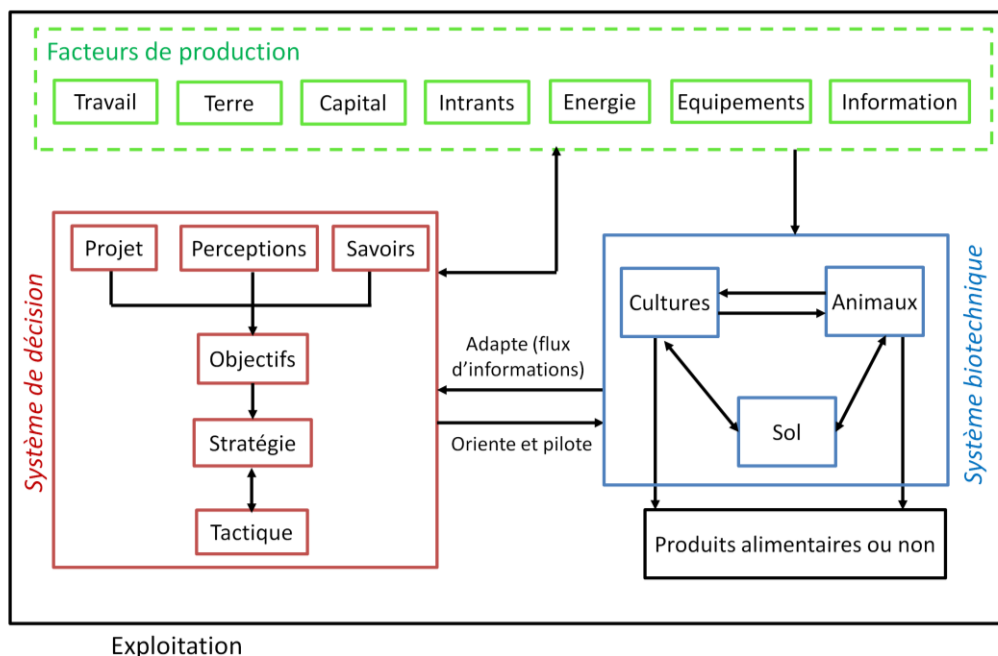 Facteurs de production
Travail
Terre
Capital
Intrants
Energie
Equipements
Information
Système de décision
Projet
Perceptions
Savoirs
Objectifs
Stratégie
Tactique
Adapte (flux
d'informations)
Oriente et pilote
Cultures
Animaux
Sol
Système biotechnique
Produits alimentaires ou non
Exploitation